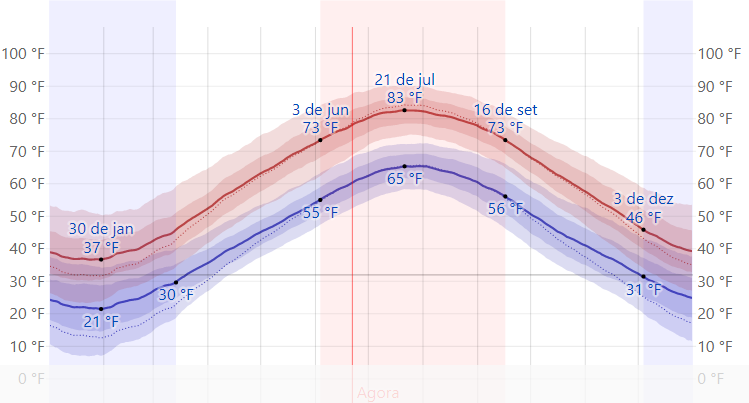 100 °F
100 °F
90 °F
90 °F
21 de jul
83 °F
80 °F
80 °F
3 de jun
73 °F
16 de set
73 °F
70 °F
70 °F
60 °F
60 °F
65 °F
55 °F
56 °F
50 °F
50 °F
3 de dez
46 °F
30 de jan
37 °F
40 °F
40 °F
30 °F
30 °F
30 °F
31 °F
21 °F
20 °F
20 °F
10 °F
10 °F
0 °F
0 °F
Agora